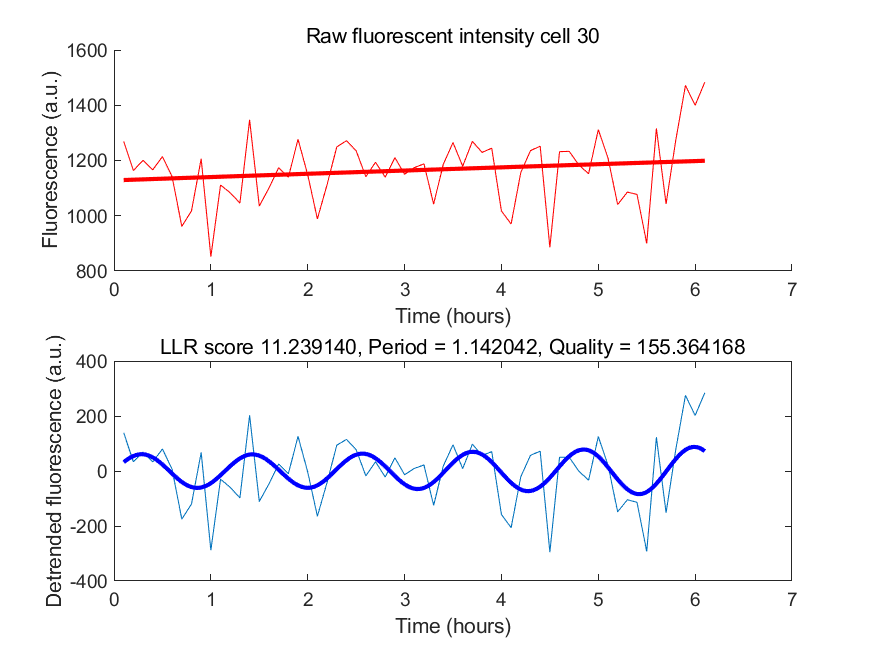 Raw fluorescent intensity cell 30
1600
1400
1200
1000
800
Fluorescence (a.u.)
0 1 2 3 4 5 6 7
Time (hours)
LLR score 11.239140, Period = 1.142042, Quality = 155.364168
400
200
0
-200
-400
Detrended fluorescence (a.u.)
0 1 2 3 4 5 6 7
Time (hours)